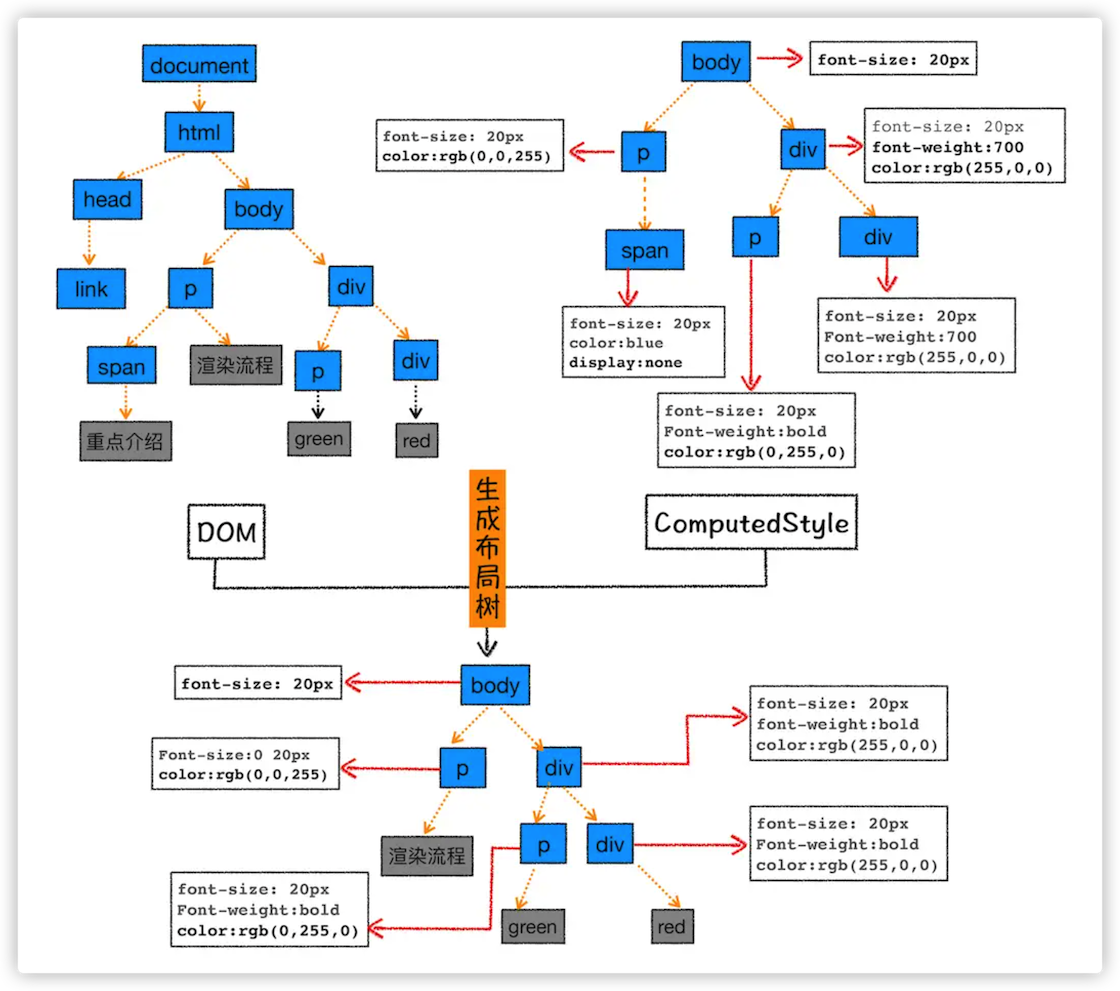 document
html
head
body
link
p
div
span
渲染流程
p
div
重点介绍
green
red
body
font-size: 20px
font-size: 20px
color:rgb(0,0,255)
p
div
font-size: 20px
font-weight:700
color:rgb(255,0,0)
span
p
div
font-size: 20px
color:blue
display:none
font-size: 20px
Font-weight:700
color:rgb(255,0,0)
font-size: 20px
Font-weight:bold
color:rgb(0,255,0)
DOM
生成布局树
ComputedStyle
font-size: 20px
body
font-size: 20px
font-weight:bold
color:rgb(255,0,0)
Font-size:0 20px
color:rgb(0,0,255)
p
div
渲染流程
p
div
font-size: 20px
Font-weight:bold
color:rgb(255,0,0)
font-size: 20px
Font-weight:bold
color:rgb(0,255,0)
green
red